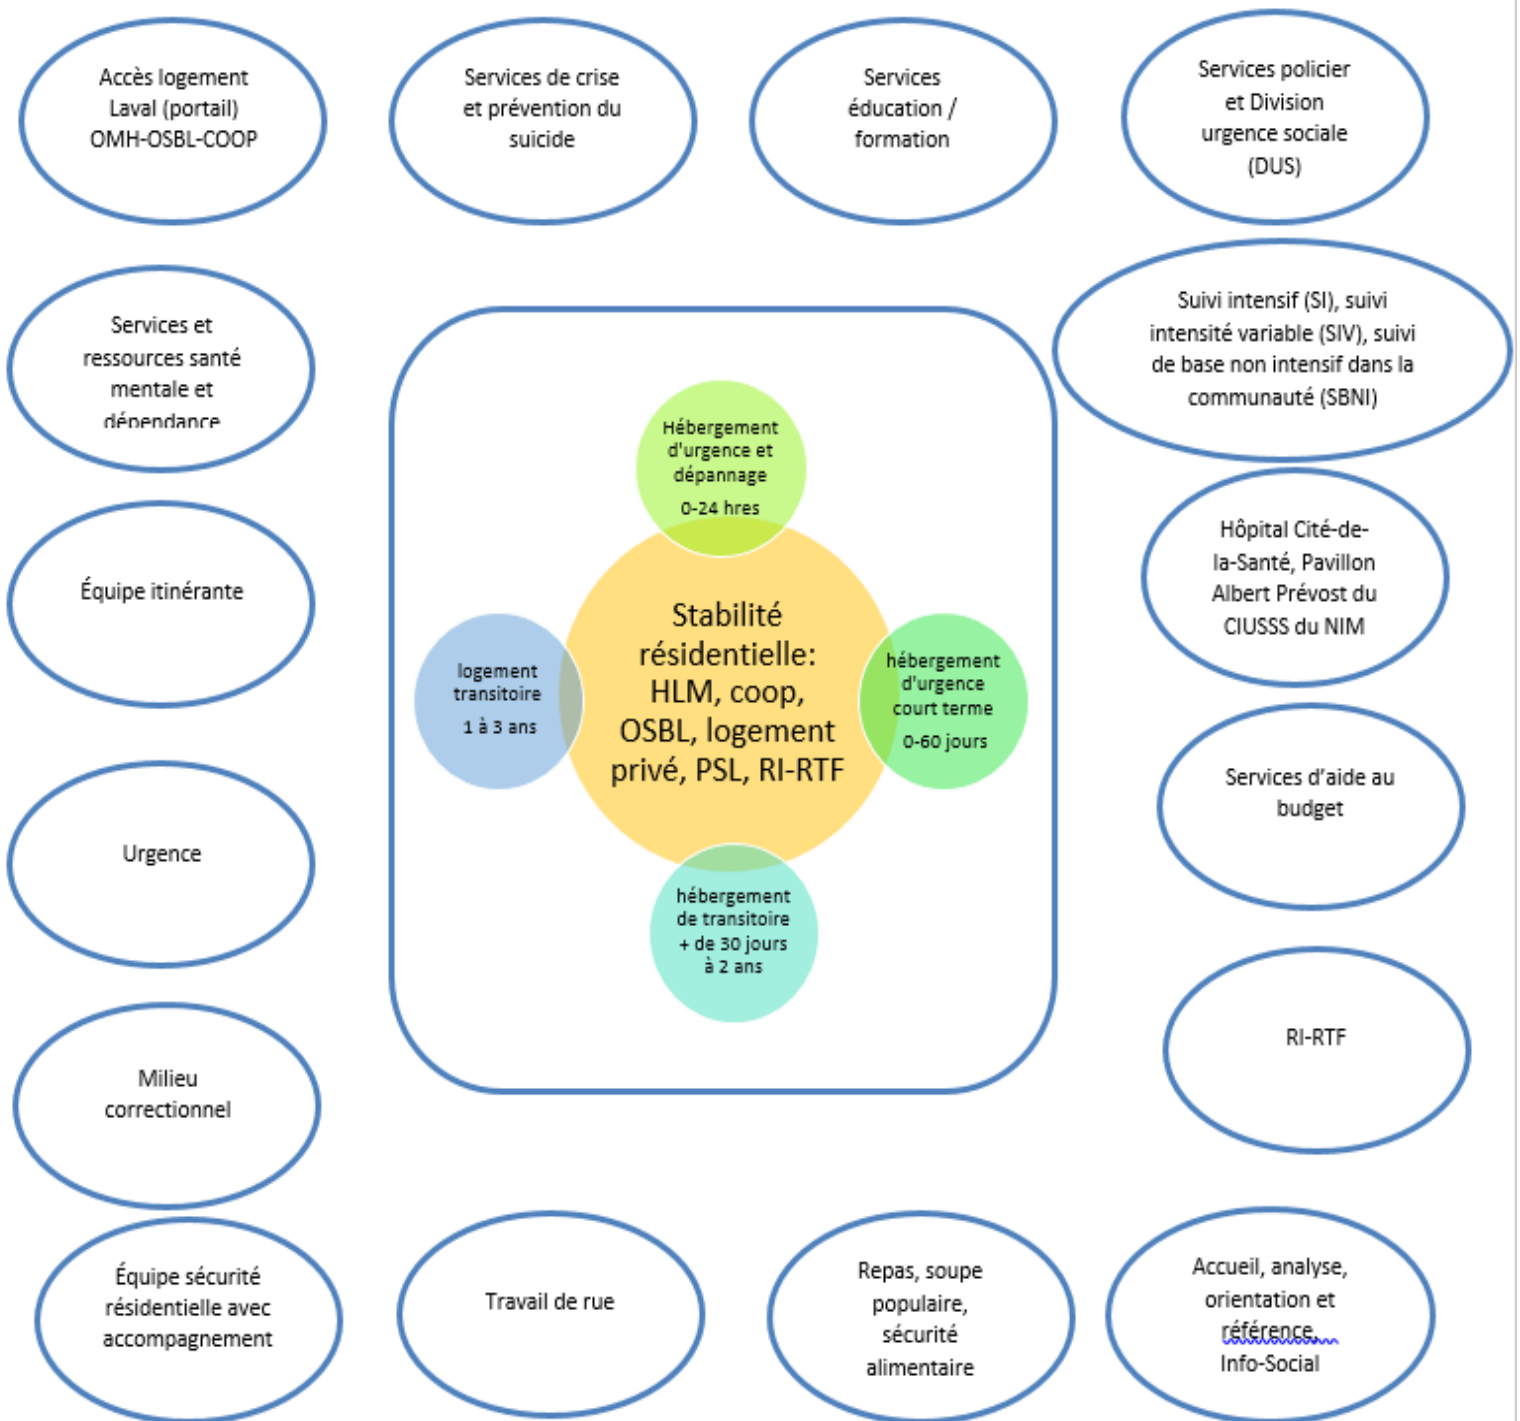 Accès logement
Laval (portail)
OMH-OSBL-COOP
Services de crise
et prévention du
suicide
Services
éducation /
formation
Services policier
et Division
urgence sociale
(DUS)
Services et
ressources santé
mentale et
dépendance
Suivi intensif (SI), suivi
intensité variable (SIV), suivi
de base non intensif dans la
communauté (SBNI)
Hébergement
d'urgence et
dépannage
0-24 hres
Équipe itinérante
Hôpital Cité-de-
la-Santé, Pavillon
Albert Prévost du
CIUSSS du NIM
Stabilité
résidentielle:
HLM, coop,
OSBL, logement
privé, PSL, RI-RTF
logement
transitoire
1 à 3 ans
hébergement
d'urgence
court terme
0-60 jours
hébergement
de transitoire
+ de 30 jours
à 2 ans
Urgence
Services d’aide au
budget
Milieu
correctionnel
RI-RTF
Équipe sécurité
résidentielle avec
accompagnement
Travail de rue
Repas, soupe
populaire,
sécurité
alimentaire
Accueil, analyse,
orientation et
référence,
Info-Social